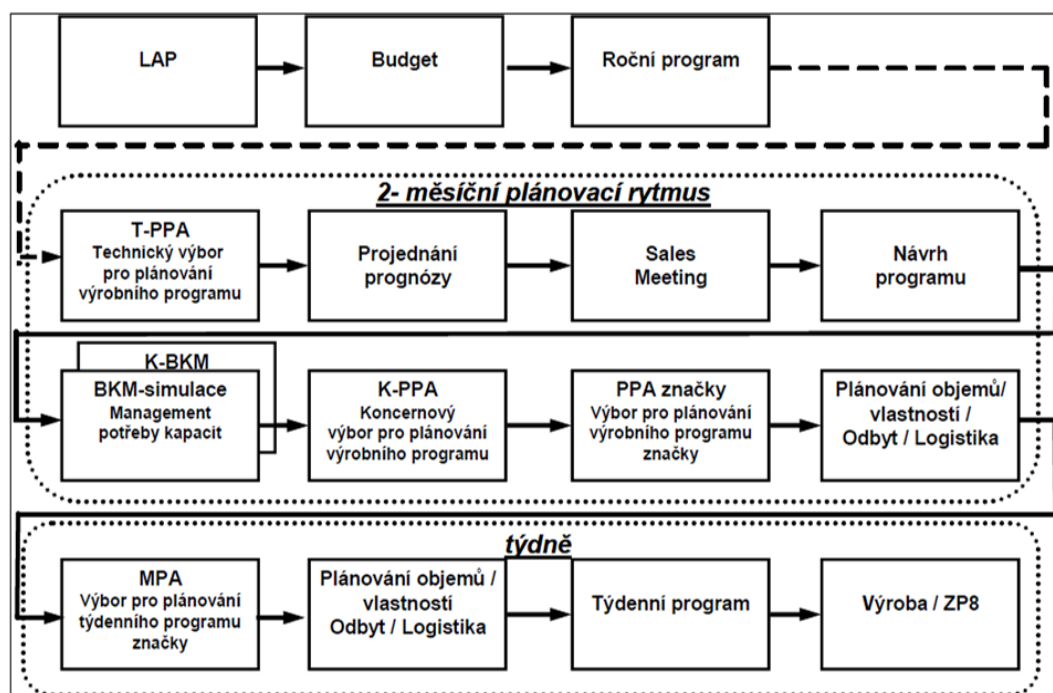 LAP
Budget
Roční program
2- měsíční plánovací rytmus
T-PPA
Technický výbor
pro plánování
výrobního programu
Projednání
prognózy
Sales
Meeting
Návrh
programu
K-BKM
BKM-simulace
Management
potřeby kapacit
K-PPA
Koncernový
výbor pro plánování
výrobního programu
PPA značky
Výbor pro plánování
výrobního programu
značky
Plánování objemů/
vlastností /
Odbyt / Logistika
týdně
MPA
Výbor pro plánování
týdenního programu
značky
Plánování objemů /
vlastností
Odbyt / Logistika
Týdenní program
Výroba / ZP8